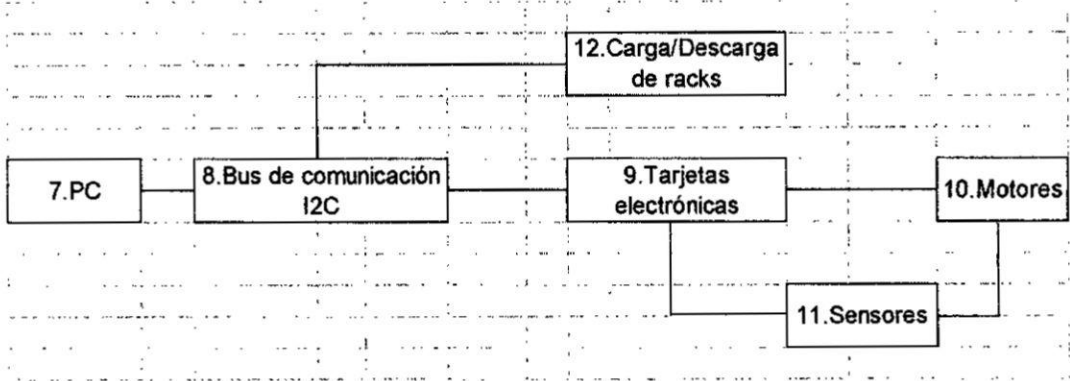 12.Carga/Descarga
de racks
7.PC
8.Bus de comunicación
I2C
9.Tarjetas
electrónicas
10.Motores
11.Sensores